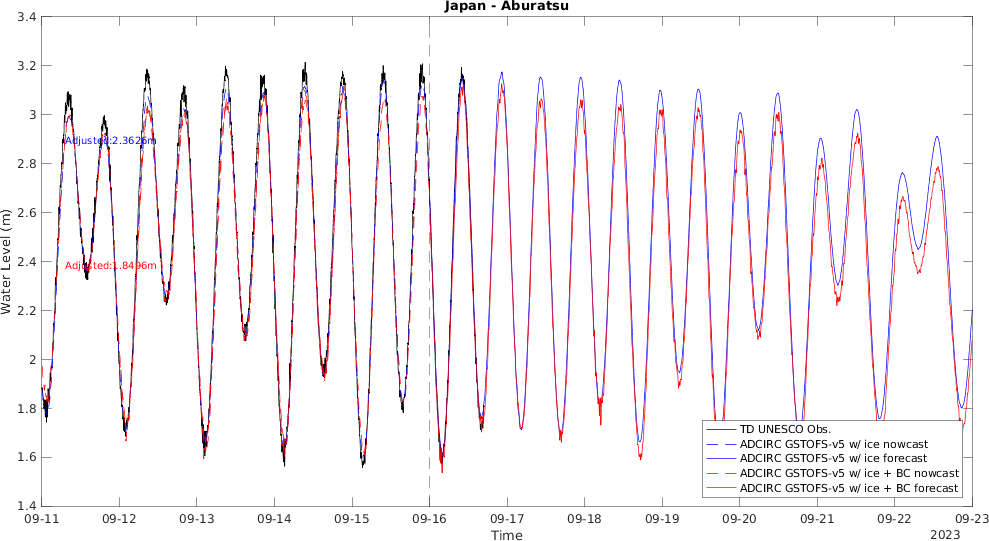 Japan - Aburatsu
3.4
3.2
3
2.8
2.6
2.4
2.2
2
1.8
1.6
1.4
Water Level (m)
Adjusted:2.3626m
Adjusted:1.8496m
TD UNESCO Obs.
ADCIRC GSTOFS-v5 w/ ice nowcast
ADCIRC GSTOFS-v5 w/ ice forecast
ADCIRC GSTOFS-v5 w/ ice + BC nowcast
ADCIRC GSTOFS-v5 w/ ice + BC forecast
09-11 09-12 09-13 09-14 09-15 09-16 09-17 09-18 09-19 09-20 09-21 09-22 09-23
Time
2023